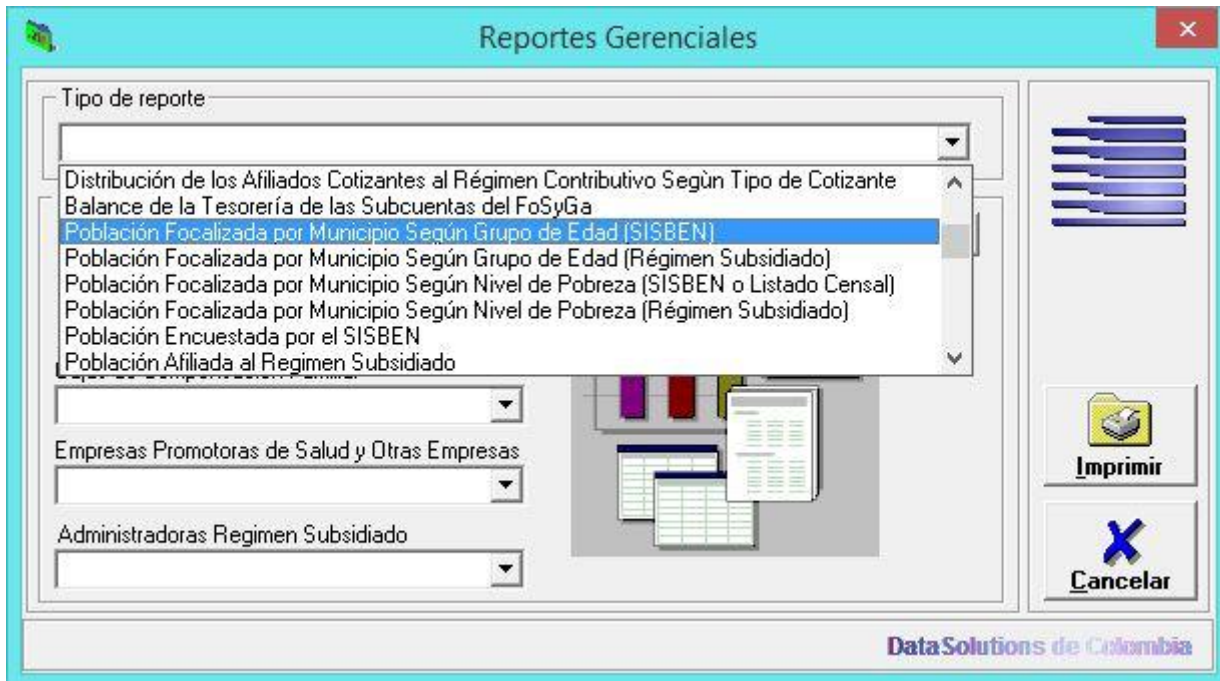 Reportes Gerenciales
Tipo de reporte
Distribución de los Afiliados Cotizantes al Régimen Contributivo Segùn Tipo de Cotizante
Balance de la Tesorería de las Subcuentas del FoSyGa
Población Focalizada por Municipio Según Grupo de Edad (SISBEN)
Población Focalizada por Municipio Según Grupo de Edad (Régimen Subsidiado)
Población Focalizada por Municipio Según Nivel de Pobreza (SISBEN o Listado Censal)
Población Focalizada por Municipio Según Nivel de Pobreza (Régimen Subsidiado)
Población Encuestada por el SISBEN
Población Afiliada al Regimen Subsidiado
Empresas Promotoras de Salud y Otras Empresas
Administradoras Regimen Subsidiado
Imprimir
Cancelar
DataSolutions de Colombia